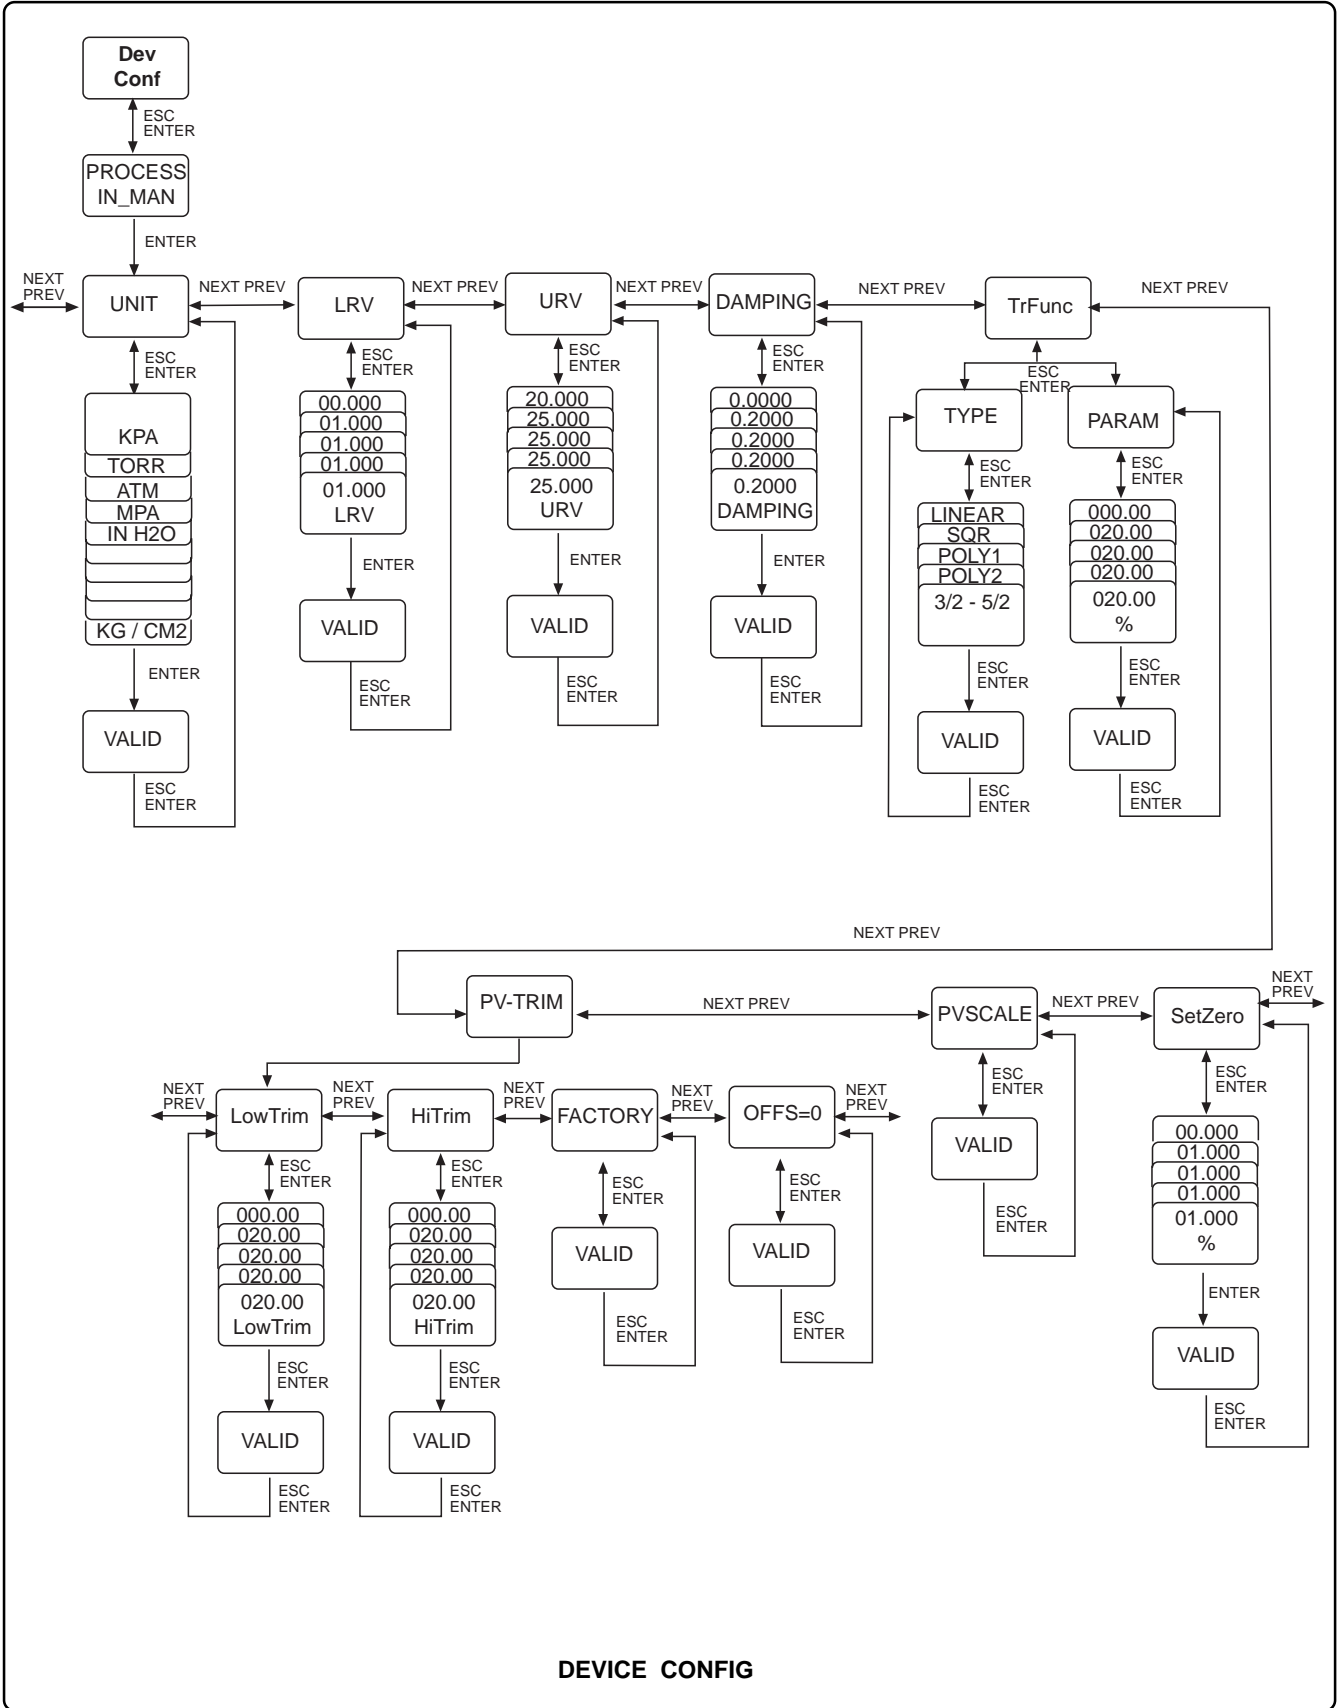 Dev
Conf
ESC
ENTER
PROCESS
IN_MAN
ENTER
NEXT
PREV
UNIT
NEXT PREV
LRV
NEXT PREV
URV
NEXT PREV
DAMPING
NEXT PREV
TrFunc
NEXT PREV
ESC
ENTER
KPA
TORR
ATM
MPA
IN H2O
KG / CM2
ENTER
VALID
ESC
ENTER
ESC
ENTER
00.000
01.000
01.000
01.000
01.000
LRV
ENTER
VALID
ESC
ENTER
ESC
ENTER
20.000
25.000
25.000
25.000
25.000
URV
ENTER
VALID
ESC
ENTER
ESC
ENTER
0.0000
0.2000
0.2000
0.2000
0.2000
DAMPING
ENTER
VALID
ESC
ENTER
ESC
ENTER
TYPE
ESC
ENTER
LINEAR
SQR
POLY1
POLY2
3/2 - 5/2
ESC
ENTER
VALID
ESC
ENTER
PARAM
ESC
ENTER
000.00
020.00
020.00
020.00
020.00
%
ESC
ENTER
VALID
ESC
ENTER
NEXT PREV
PV-TRIM
NEXT PREV
PVSCALE
NEXT PREV
SetZero
NEXT
PREV
NEXT
PREV
LowTrim
NEXT
PREV
HiTrim
NEXT
PREV
FACTORY
NEXT
PREV
OFFS=0
NEXT
PREV
ESC
ENTER
000.00
020.00
020.00
020.00
020.00
LowTrim
ESC
ENTER
VALID
ESC
ENTER
ESC
ENTER
000.00
020.00
020.00
020.00
020.00
HiTrim
ESC
ENTER
VALID
ESC
ENTER
ESC
ENTER
VALID
ESC
ENTER
ESC
ENTER
VALID
ESC
ENTER
ESC
ENTER
VALID
ESC
ENTER
ESC
ENTER
00.000
01.000
01.000
01.000
01.000
%
ENTER
VALID
ESC
ENTER
DEVICE CONFIG